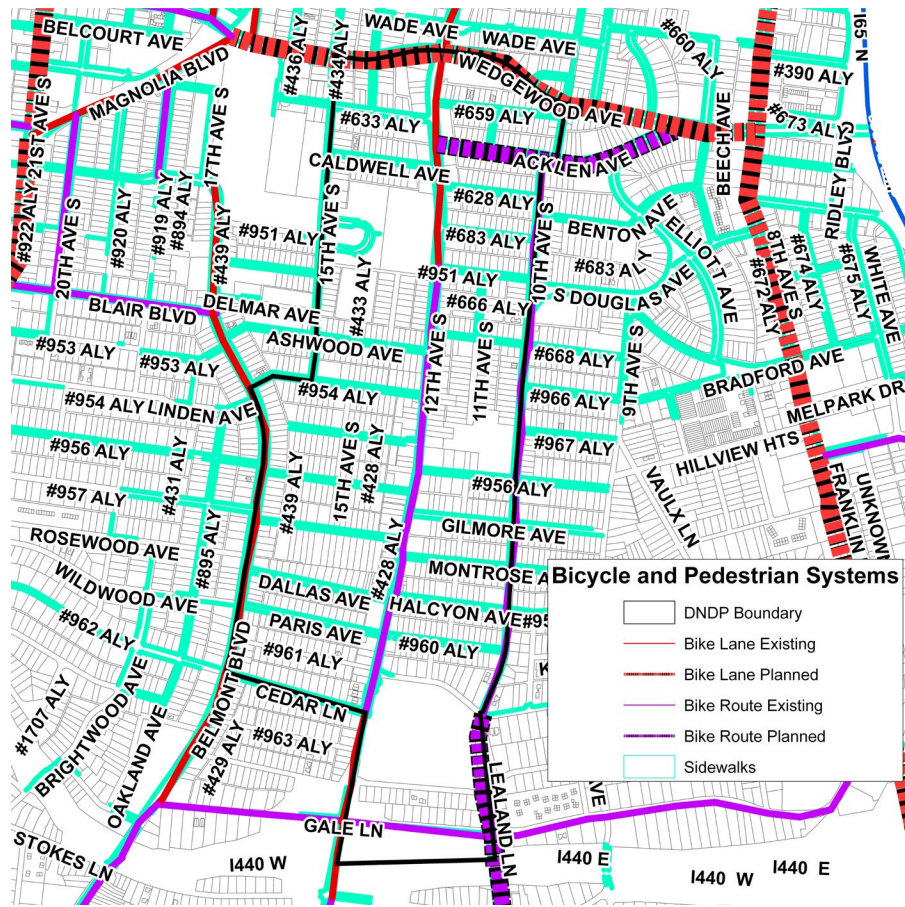 BELCOURT AVE
#436 ALY
#434 ALY
WADE AVE
WADE AVE
#660 ALY
165 N
MAGNOLIA BLVD
WEDGEWOOD AVE
#390 ALY
#633 ALY
#659 ALY
#673 ALY
21ST AVE S
17TH AVE S
BEECH AVE
CALDWELL AVE
ACKLEN AVE
RIDLEY BLVD
#922 ALY
20TH AVE S
#920 ALY
#919 ALY
#894 ALY
#628 ALY
#439 ALY
#951 ALY
15TH AVE S
#683 ALY
10TH AVE S
BENTON AVE
ELLIOTT AVE
8TH AVE S
#674 ALY
#675 ALY
WHITE AVE
#433 ALY
#951 ALY
#683 ALY
#672 ALY
BLAIR BLVD
DELMAR AVE
#666 ALY
S DOUGLAS AVE
#953 ALY
#953 ALY
ASHWOOD AVE
12TH AVE S
11TH AVE S
#668 ALY
9TH AVE S
BRADFORD AVE
#954 ALY
LINDEN AVE
#954 ALY
#966 ALY
MELPARK DR
#956 ALY
#431 ALY
#439 ALY
15TH AVE S
#428 ALY
#967 ALY
HILLVIEW HTS
#957 ALY
#956 ALY
VAULX LN
FRANKLIN
UNKNOWN
ROSEWOOD AVE
#895 ALY
#428 ALY
GILMORE AVE
WILDWOOD AVE
DALLAS AVE
MONTROSE A
#962 ALY
PARIS AVE
HALCYON AVE
#95
#961 ALY
#960 ALY
BELMONT BLVD
K
#1707 ALY
BRIGHTWOOD AVE
OAKLAND AVE
CEDAR LN
#429 ALY
#963 ALY
LEALAND LN
AVE
GALE LN
STOKES LN
I440 W
I440 E
I440 W
I440 E
Bicycle and Pedestrian Systems
DNDP Boundary
Bike Lane Existing
Bike Lane Planned
Bike Route Existing
Bike Route Planned
Sidewalks